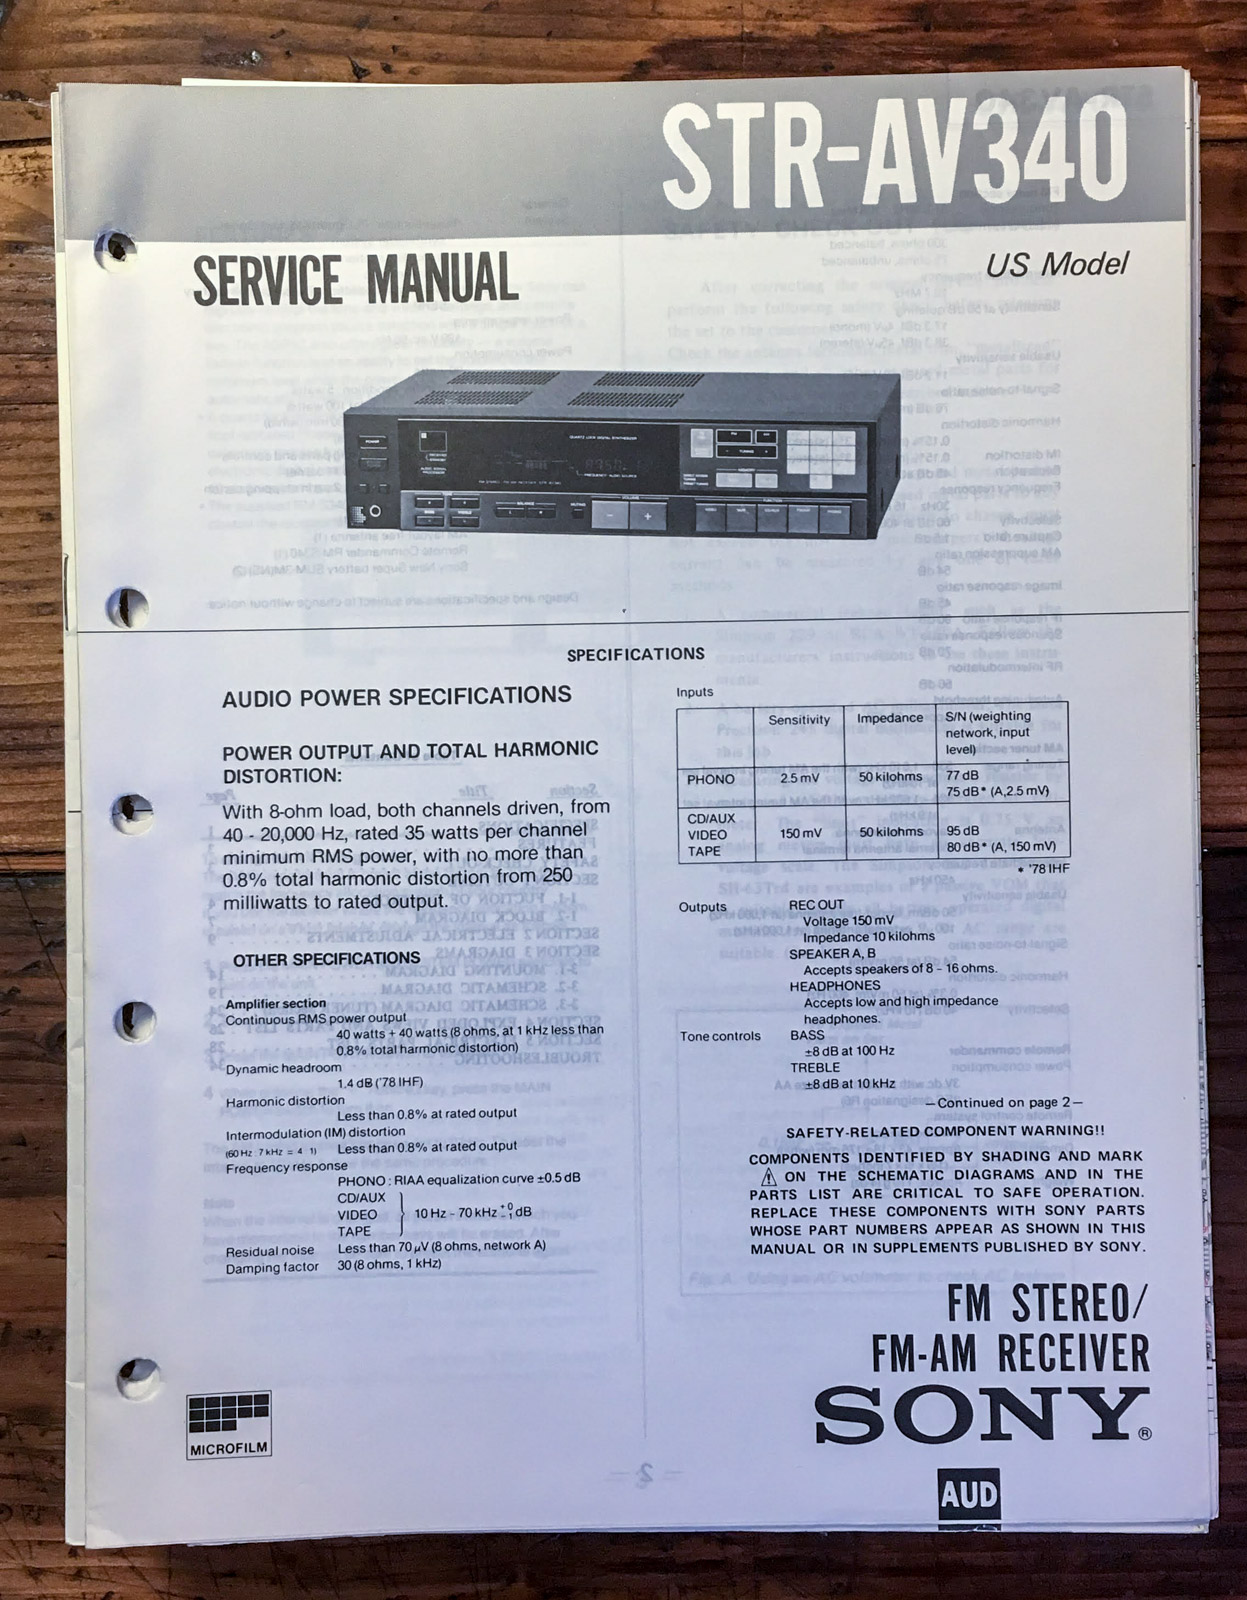 STR-AV340
SERVICE MANUAL
US Model
SPECIFICATIONS
AUDIO POWER SPECIFICATIONS
POWER OUTPUT AND TOTAL HARMONIC
DISTORTION:
With 8-ohm load, both channels driven, from
40 - 20,000 Hz, rated 35 watts per channel
minimum RMS power, with no more than
0.8% total harmonic distortion from 250
milliwatts to rated output.
OTHER SPECIFICATIONS
Amplifier section
Continuous RMS power output
40 watts + 40 watts (8 ohms, at 1 kHz less than
0.8% total harmonic distortion)
Dynamic headroom
1.4 dB ('78 IHF)
Harmonic distortion
Less than 0.8% at rated output
Intermodulation (IM) distortion
(60 Hz : 7 kHz = 4 : 1) Less than 0.8% at rated output
Frequency response
PHONO : RIAA equalization curve ±0.5 dB
CD/AUX
VIDEO 10 Hz - 70 kHz +0 -1 dB
TAPE
Residual noise Less than 70 μV (8 ohms, network A)
Damping factor 30 (8 ohms, 1 kHz)
MICROFILM
Inputs
Sensitivity Impedance S/N (weighting
network, input
level)
PHONO 2.5 mV 50 kilohms 77 dB
75 dB* (A, 2.5 mV)
CD/AUX
VIDEO 150 mV 50 kilohms 95 dB
TAPE 80 dB* (A, 150 mV)
* '78 IHF
Outputs REC OUT
Voltage 150 mV
Impedance 10 kilohms
SPEAKER A, B
Accepts speakers of 8 - 16 ohms.
HEADPHONES
Accepts low and high impedance
headphones.
Tone controls BASS
±8 dB at 100 Hz
TREBLE
±8 dB at 10 kHz
—Continued on page 2—
SAFETY-RELATED COMPONENT WARNING!!
COMPONENTS IDENTIFIED BY SHADING AND MARK
⚠ ON THE SCHEMATIC DIAGRAMS AND IN THE
PARTS LIST ARE CRITICAL TO SAFE OPERATION.
REPLACE THESE COMPONENTS WITH SONY PARTS
WHOSE PART NUMBERS APPEAR AS SHOWN IN THIS
MANUAL OR IN SUPPLEMENTS PUBLISHED BY SONY.
FM STEREO/
FM-AM RECEIVER
SONY®
AUD